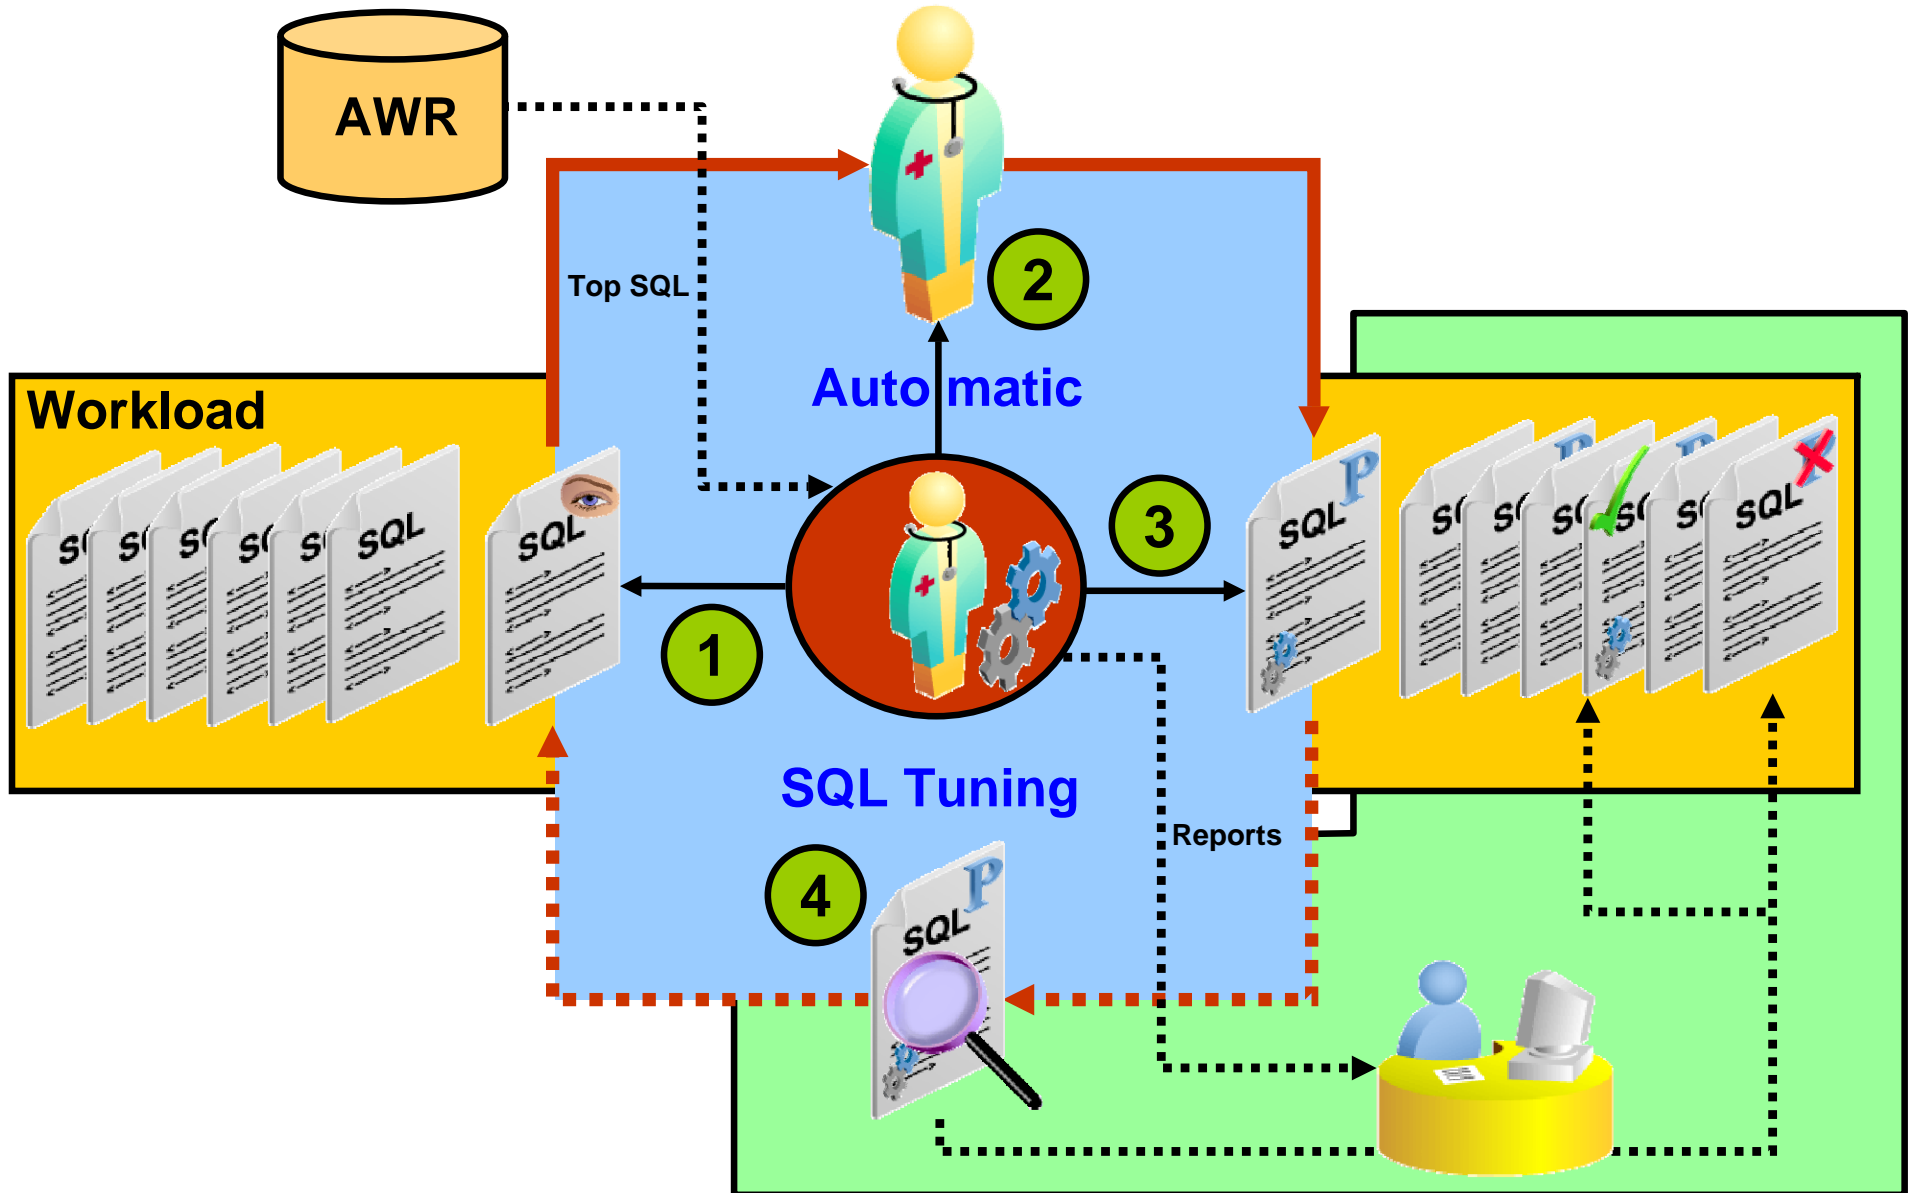 AWR
2
Top SQL
Automatic
Workload
P
P
P
SQL
SQL
SQL
SQL
3
1
SQL Tuning
Reports
4
P
SQL